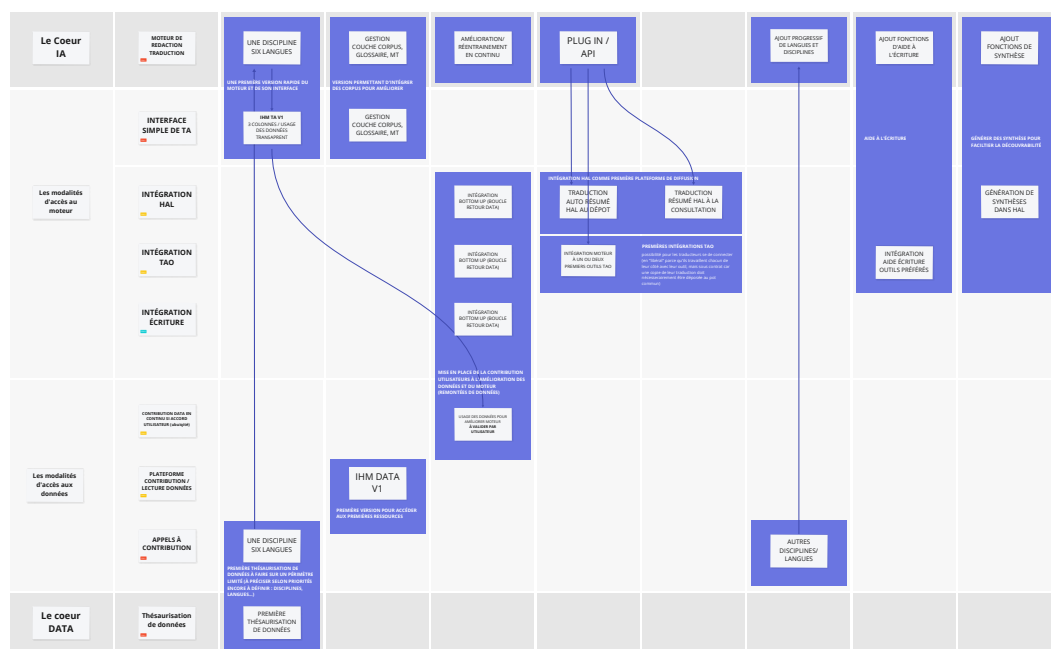 Le Coeur
IA
MOTEUR DE
REDACTION
TRADUCTION
UNE DISCIPLINE
SIX LANGUES
GESTION
COUCHE CORPUS,
GLOSSAIRE, MT
AMÉLIORATION/
RÉENTRAINEMENT
EN CONTINU
PLUG IN /
API
AJOUT PROGRESSIF
DE LANGUES ET
DISCIPLINES
AJOUT FONCTIONS
D'AIDE À
L'ÉCRITURE
AJOUT
FONCTIONS DE
SYNTHÈSE
UNE PREMIÈRE VERSION RAPIDE DU
MOTEUR ET DE SON INTERFACE
VERSION PERMETTANT D'INTÉGRER
DES CORPUS POUR AMÉLIORER
INTERFACE
SIMPLE DE TA
IHM TA V1
3 COLONNES / USAGE
DES DONNÉES
TRANSAPRENT
GESTION
COUCHE CORPUS,
GLOSSAIRE, MT
AIDE À L'ÉCRITURE
GÉNÉRER DES SYNTHÈSE POUR
FACILTIER LA DÉCOUVRABILITÉ
Les modalités
d'accès au
moteur
INTÉGRATION
HAL
INTÉGRATION
BOTTOM UP (BOUCLE
RETOUR DATA)
INTÉGRATION HAL COMME PREMIÈRE PLATEFORME DE DIFFUSION
TRADUCTION
AUTO RÉSUMÉ
HAL AU DÉPOT
TRADUCTION
RÉSUMÉ HAL À LA
CONSULTATION
GÉNÉRATION DE
SYNTHÈSES
DANS HAL
INTÉGRATION
TAO
INTÉGRATION
BOTTOM UP (BOUCLE
RETOUR DATA)
INTÉGRATION MOTEUR
À UN OU DEUX
PREMIERS OUTILS TAO
PREMIÈRES INTÉGRATIONS TAO
INTÉGRATION
AIDE ÉCRITURE
OUTILS PRÉFÉRÉS
INTÉGRATION
ÉCRITURE
INTÉGRATION
BOTTOM UP (BOUCLE
RETOUR DATA)
MISE EN PLACE DE LA CONTRIBUTION
UTILISATEURS À L'AMÉLIORATION DES
DONNÉES ET DU MOTEUR
(REMONTÉES DE DONNÉES)
CONTRIBUTION DATA EN
CONTINU SI ACCORD
UTILISATEUR (ubuiqité)
USAGE DES DONNÉES POUR
AMÉLIORER MOTEUR
À VALIDER PAR
UTILISATEUR
Les modalités
d'accès aux
données
PLATEFORME
CONTRIBUTION /
LECTURE DONNÉES
IHM DATA
V1
PREMIÈRE VERSION POUR ACCÉDER
AUX PREMIÈRES RESSOURCES
APPELS À
CONTRIBUTION
UNE DISCIPLINE
SIX LANGUES
AUTRES
DISCIPLINES/
LANGUES
PREMIÈRE THÉSAURISATION DE
DONNÉES À FAIRE SUR UN PÉRIMÈTRE
LIMITÉ (À PRÉCISER SELON PRIORITÉS
ENCORE À DÉFINIR : DISCIPLINES,
LANGUES...)
Le coeur
DATA
Thésaurisation
de données
PREMIÈRE
THÉSAURISATION
DE DONNÉES